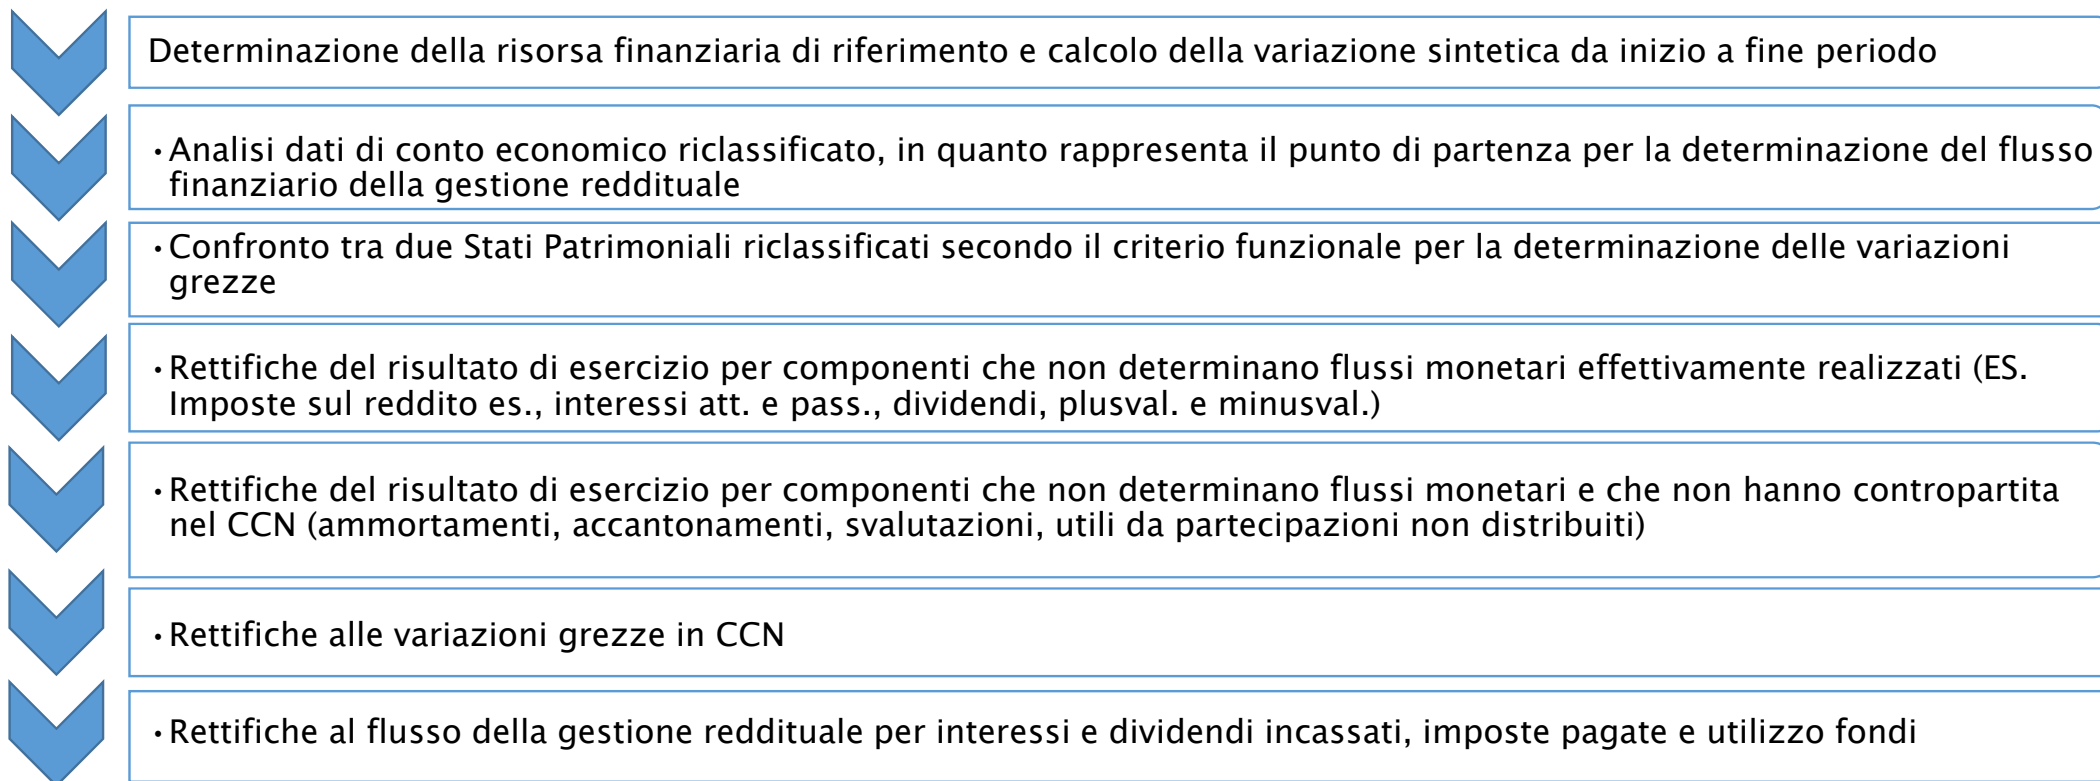 Determinazione della risorsa finanziaria di riferimento e calcolo della variazione sintetica da inizio a fine periodo
•Analisi dati di conto economico riclassificato, in quanto rappresenta il punto di partenza per la determinazione del flusso
finanziario della gestione reddituale
•Confronto tra due Stati Patrimoniali riclassificati secondo il criterio funzionale per la determinazione delle variazioni
grezze
•Rettifiche del risultato di esercizio per componenti che non determinano flussi monetari effettivamente realizzati (ES.
Imposte sul reddito es., interessi att. e pass., dividendi, plusval. e minusval.)
•Rettifiche del risultato di esercizio per componenti che non determinano flussi monetari e che non hanno contropartita
nel CCN (ammortamenti, accantonamenti, svalutazioni, utili da partecipazioni non distribuiti)
•Rettifiche alle variazioni grezze in CCN
•Rettifiche al flusso della gestione reddituale per interessi e dividendi incassati, imposte pagate e utilizzo fondi